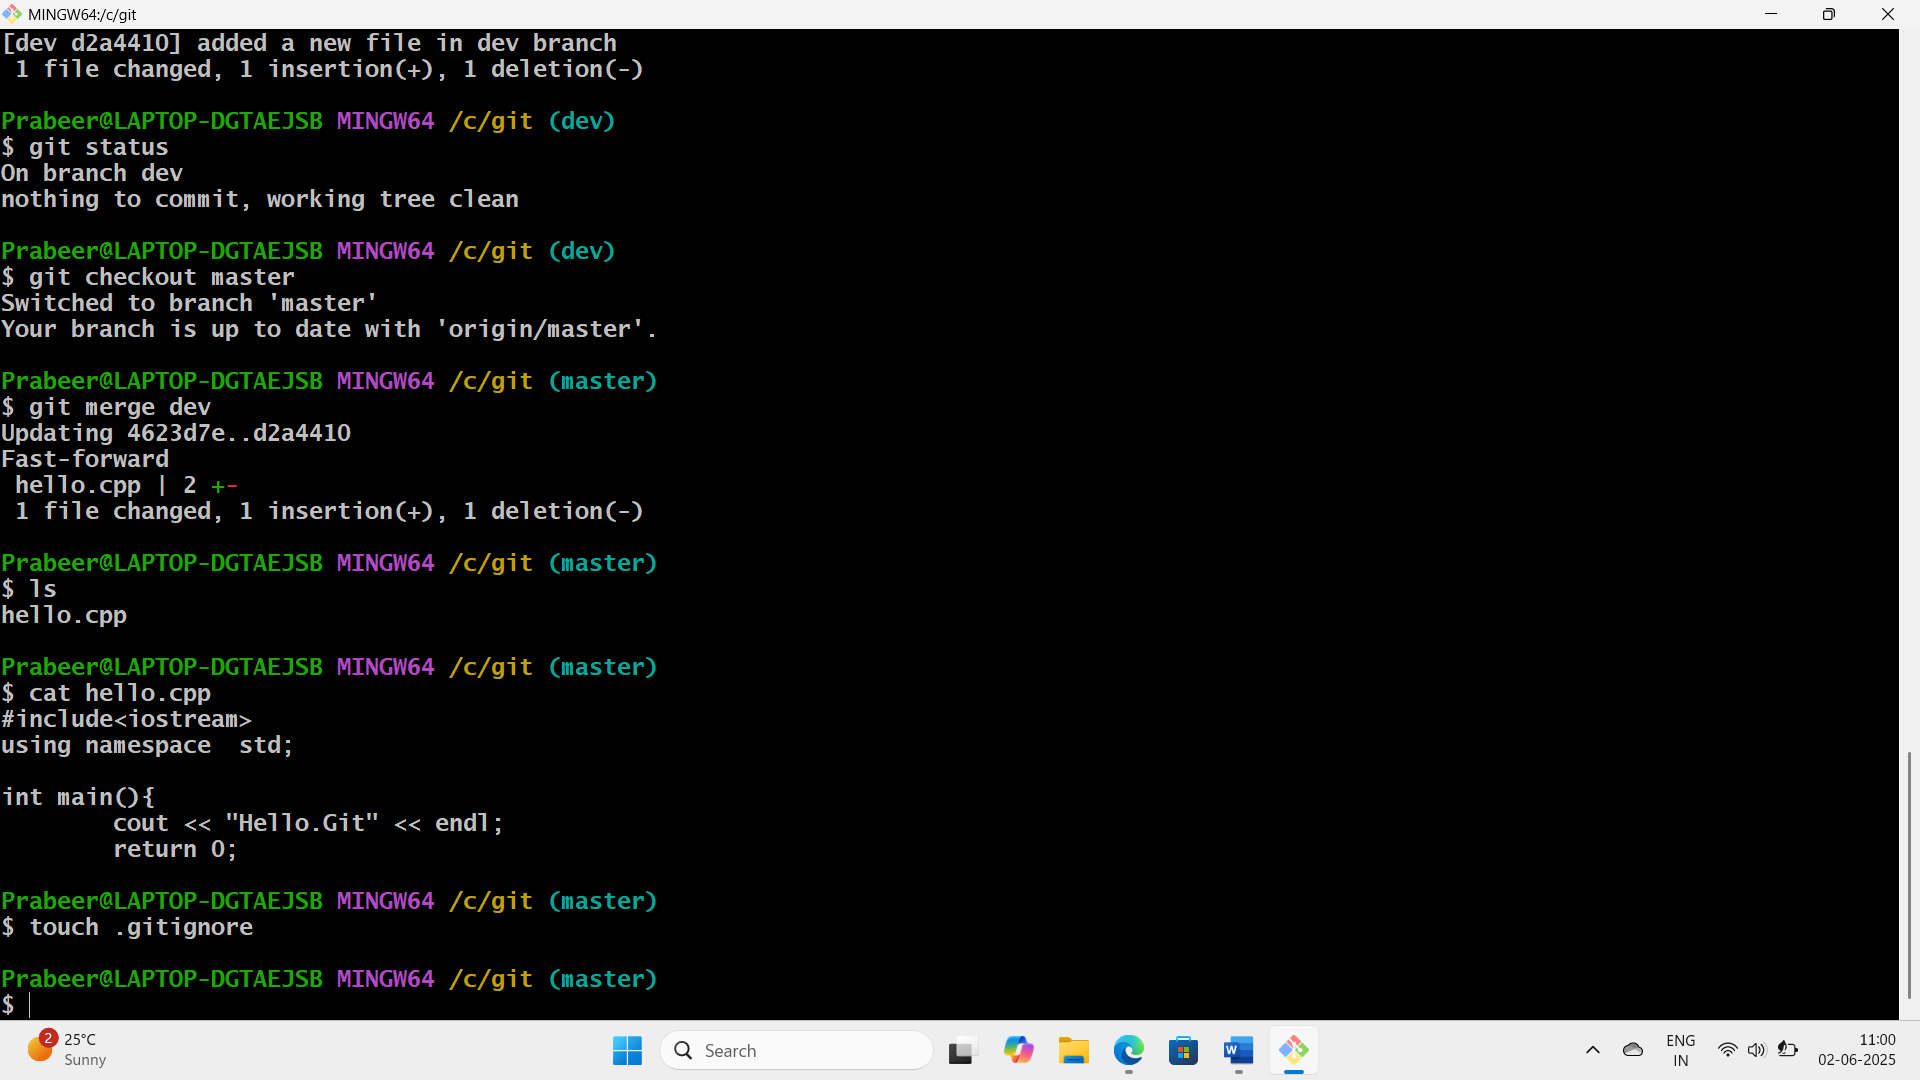 MINGW64:/c/git
[dev d2a4410] added a new file in dev branch
 1 file changed, 1 insertion(+), 1 deletion(-)

Prabeer@LAPTOP-DGTAEJSB MINGW64 /c/git (dev)
$ git status
On branch dev
nothing to commit, working tree clean

Prabeer@LAPTOP-DGTAEJSB MINGW64 /c/git (dev)
$ git checkout master
Switched to branch 'master'
Your branch is up to date with 'origin/master'.

Prabeer@LAPTOP-DGTAEJSB MINGW64 /c/git (master)
$ git merge dev
Updating 4623d7e..d2a4410
Fast-forward
 hello.cpp | 2 +-
 1 file changed, 1 insertion(+), 1 deletion(-)

Prabeer@LAPTOP-DGTAEJSB MINGW64 /c/git (master)
$ ls
hello.cpp

Prabeer@LAPTOP-DGTAEJSB MINGW64 /c/git (master)
$ cat hello.cpp
#include<iostream>
using namespace  std;

int main(){
        cout << "Hello.Git" << endl;
        return 0;

Prabeer@LAPTOP-DGTAEJSB MINGW64 /c/git (master)
$ touch .gitignore

Prabeer@LAPTOP-DGTAEJSB MINGW64 /c/git (master)
$
2
25°C
Sunny
Search
W
ENG
IN
11:00
02-06-2025